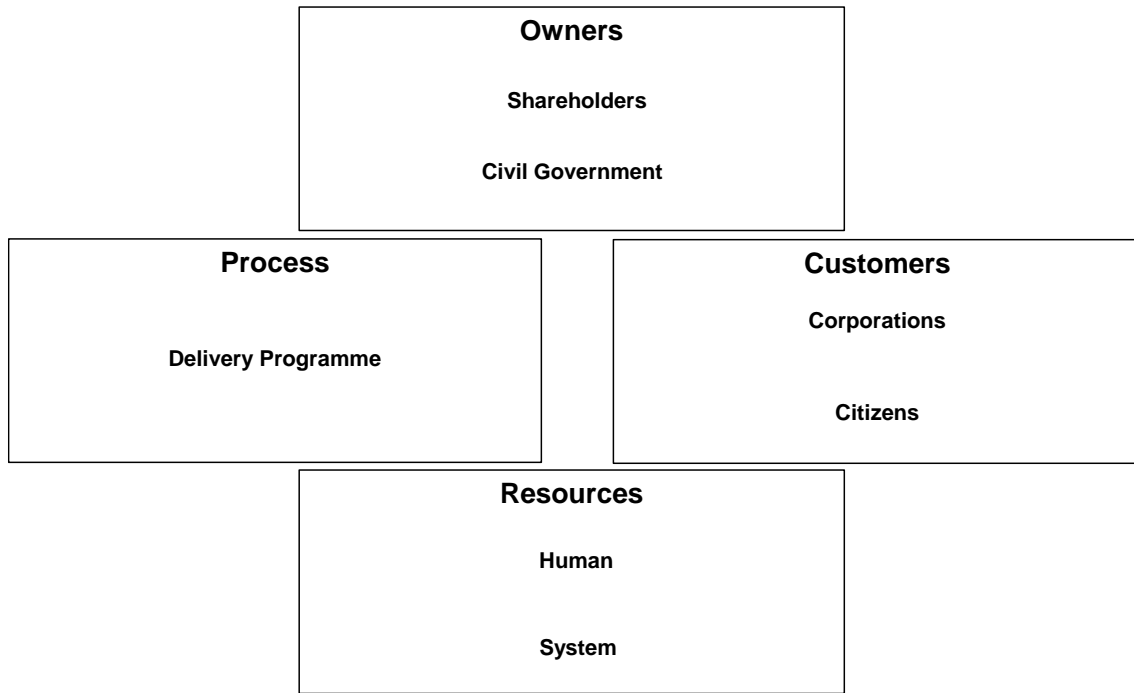 Owners
Shareholders
Civil Government
Process
Delivery Programme
Customers
Corporations
Citizens
Resources
Human
System